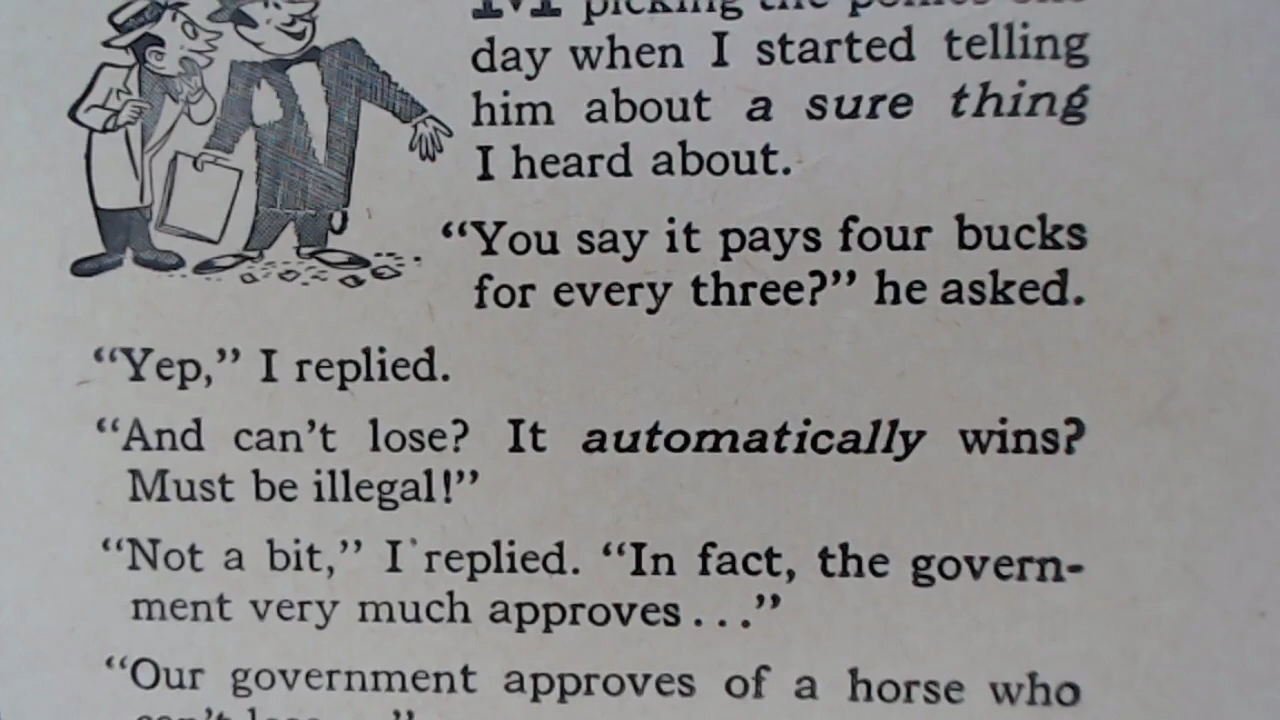 picking the
day when I started telling
him about a sure thing
I heard about.
“You say it pays four bucks
for every three?” he asked.
“Yep,” I replied.
“And can’t lose? It automatically wins?
Must be illegal!”
“Not a bit,” I replied. “In fact, the govern-
ment very much approves...”
“Our government approves of a horse who